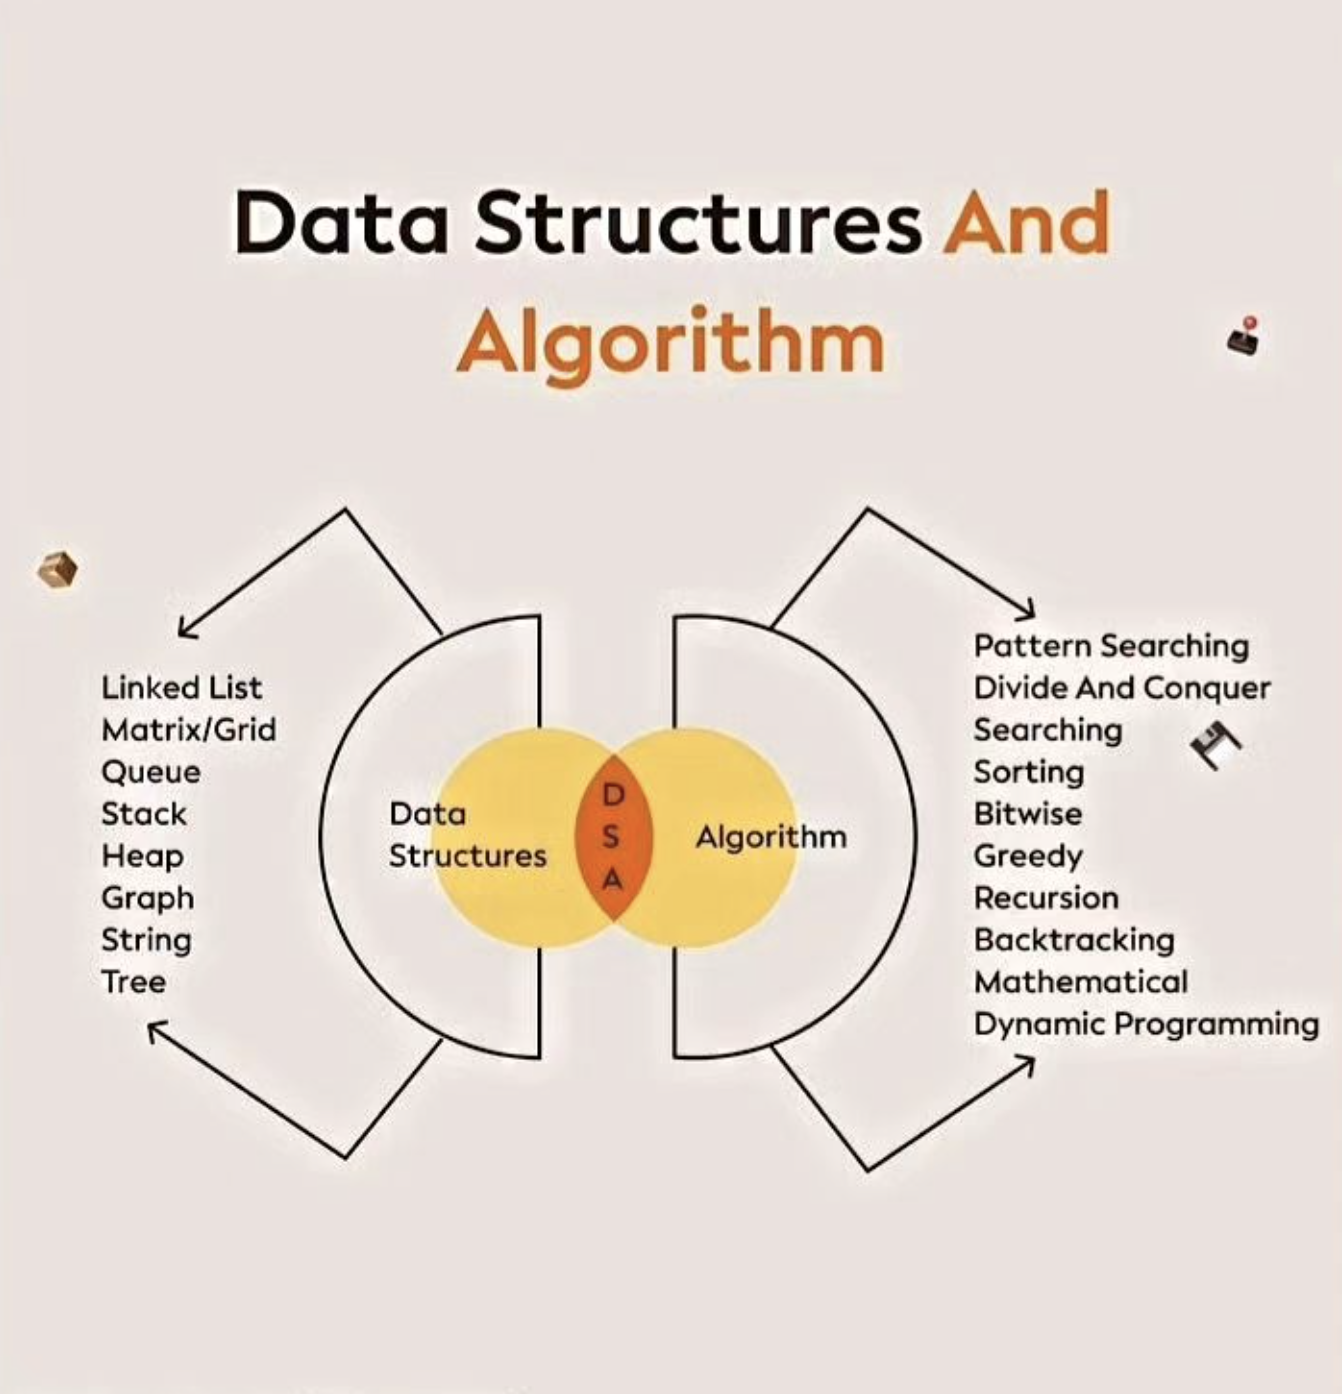 Data Structures And
Algorithm
Linked List
Matrix/Grid
Queue
Stack
Heap
Graph
String
Tree
Data
Structures
D
S
A
Algorithm
Pattern Searching
Divide And Conquer
Searching
Sorting
Bitwise
Greedy
Recursion
Backtracking
Mathematical
Dynamic Programming